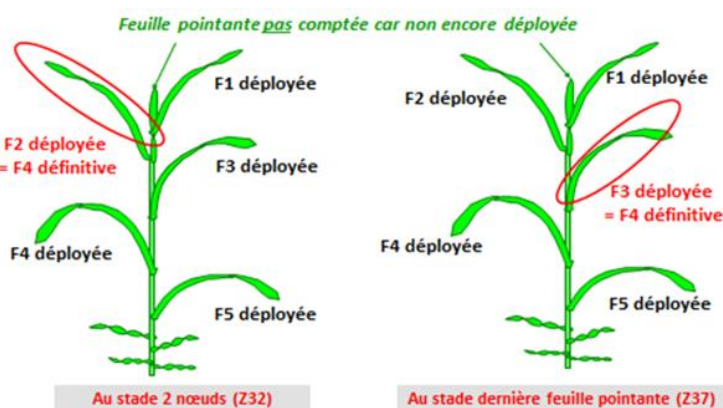 Feuille pointante pas comptée car non encore déployée
F1 déployée
F2 déployée
= F4 définitive
F3 déployée
F4 déployée
F5 déployée
Au stade 2 nœuds (Z32)
F1 déployée
F2 déployée
F3 déployée
= F4 définitive
F4 déployée
F5 déployée
Au stade dernière feuille pointante (Z37)